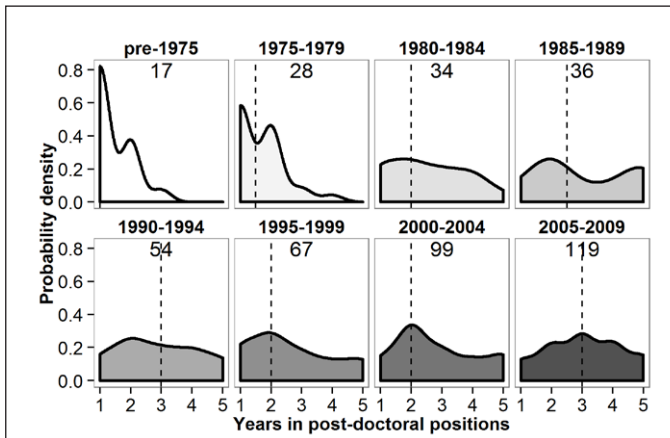 pre-1975 1975-1979 1980-1984 1985-1989
17 28 34 36
0.8
0.6
0.4
0.2
0.0
1990-1994 1995-1999 2000-2004 2005-2009
54 67 99 119
0.8
0.6
0.4
0.2
0.0
1 2 3 4 5 1 2 3 4 5 1 2 3 4 5 1 2 3 4 5
Probability density
Years in post-doctoral positions